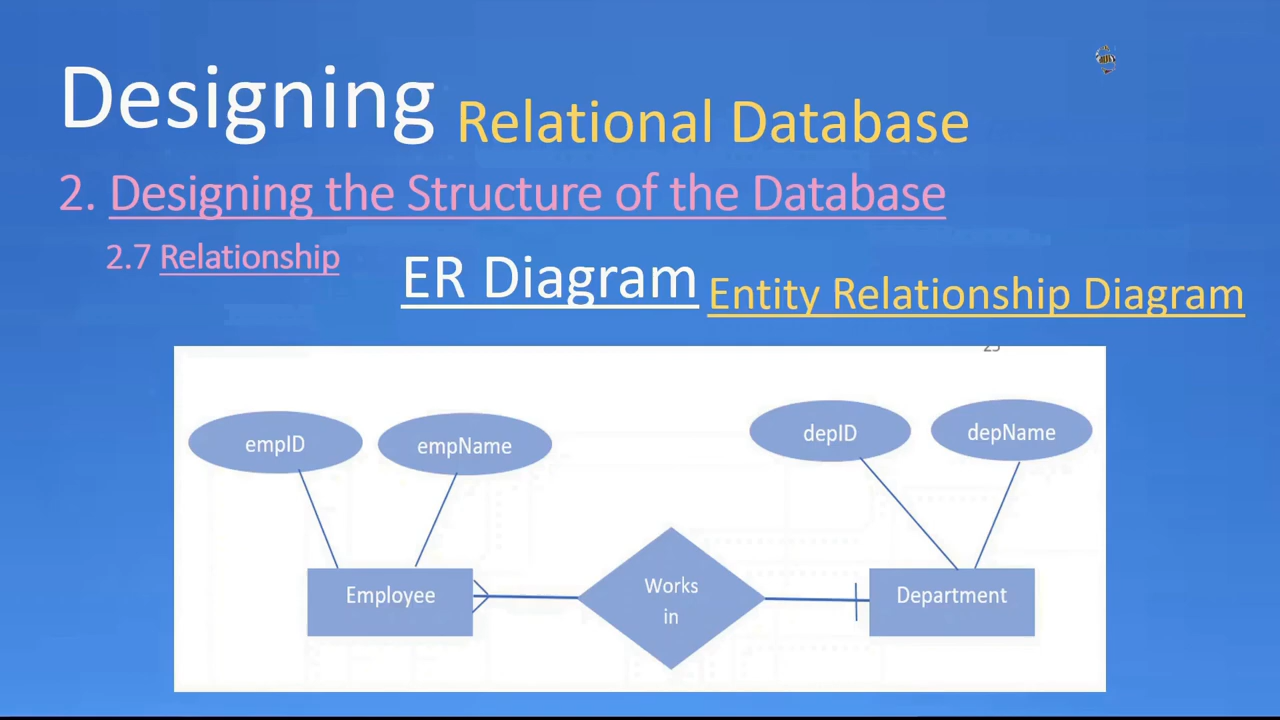 Designing Relational Database
2. Designing the Structure of the Database
2.7 Relationship
ER Diagram Entity Relationship Diagram
empID empName depID depName
Employee
Works
in
Department